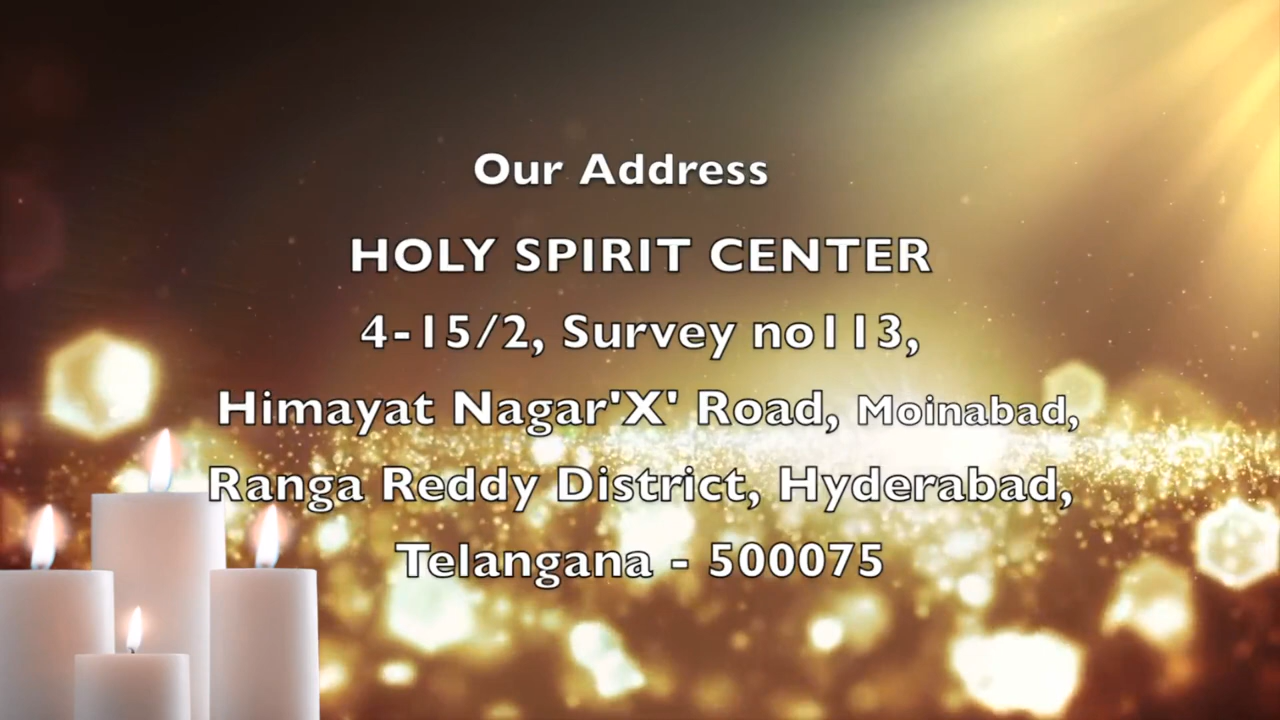 Our Address
HOLY SPIRIT CENTER
4-15/2, Survey no113,
Himayat Nagar'X' Road, Moinabad,
Ranga Reddy District, Hyderabad,
Telangana - 500075